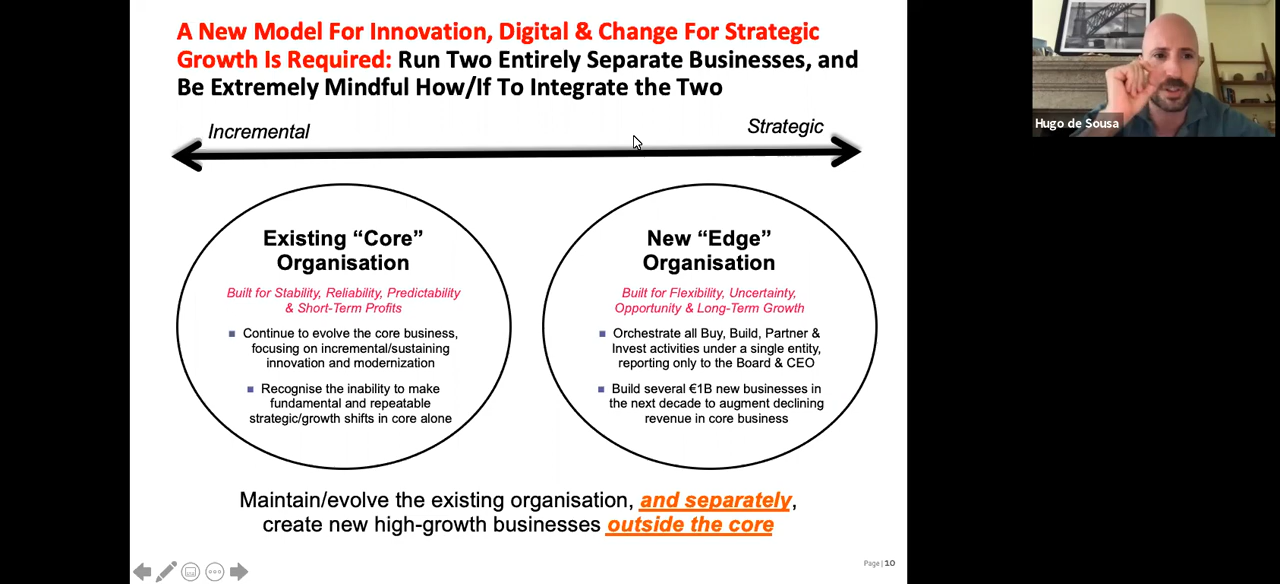 A New Model For Innovation, Digital & Change For Strategic
Growth Is Required: Run Two Entirely Separate Businesses, and
Be Extremely Mindful How/If To Integrate the Two
Incremental
Strategic
Existing “Core”
Organisation
Built for Stability, Reliability, Predictability
& Short-Term Profits
Continue to evolve the core business,
focusing on incremental/sustaining
innovation and modernization
Recognise the inability to make
fundamental and repeatable
strategic/growth shifts in core alone
New “Edge”
Organisation
Built for Flexibility, Uncertainty,
Opportunity & Long-Term Growth
Orchestrate all Buy, Build, Partner &
Invest activities under a single entity,
reporting only to the Board & CEO
Build several €1B new businesses in
the next decade to augment declining
revenue in core business
Maintain/evolve the existing organisation, and separately,
create new high-growth businesses outside the core
Page | 10
Hugo de Sousa